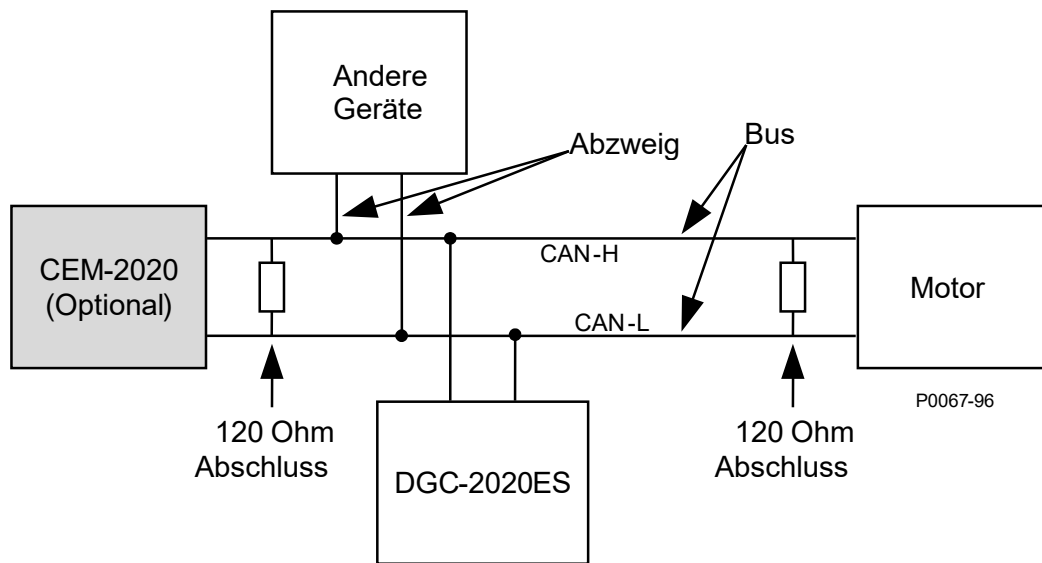 Andere
Geräte
Abzweig
Bus
CEM-2020
(Optional)
CAN-H
CAN-L
Motor
P0067-96
120 Ohm
Abschluss
120 Ohm
Abschluss
DGC-2020ES